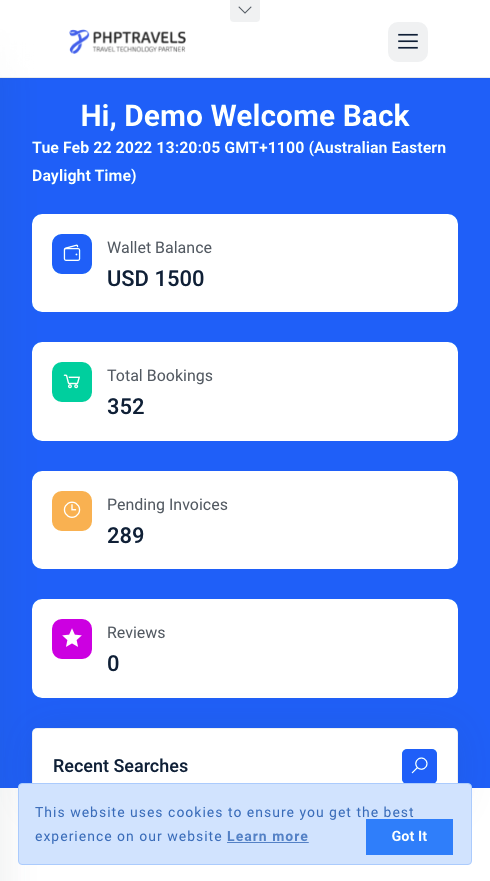 PHPTRAVELS
TRAVEL TECHNOLOGY PARTNER
Hi, Demo Welcome Back
Tue Feb 22 2022 13:20:05 GMT+1100 (Australian Eastern
Daylight Time)
Wallet Balance
USD 1500
Total Bookings
352
Pending Invoices
289
Reviews
0
Recent Searches
This website uses cookies to ensure you get the best
experience on our website Learn more
Got It